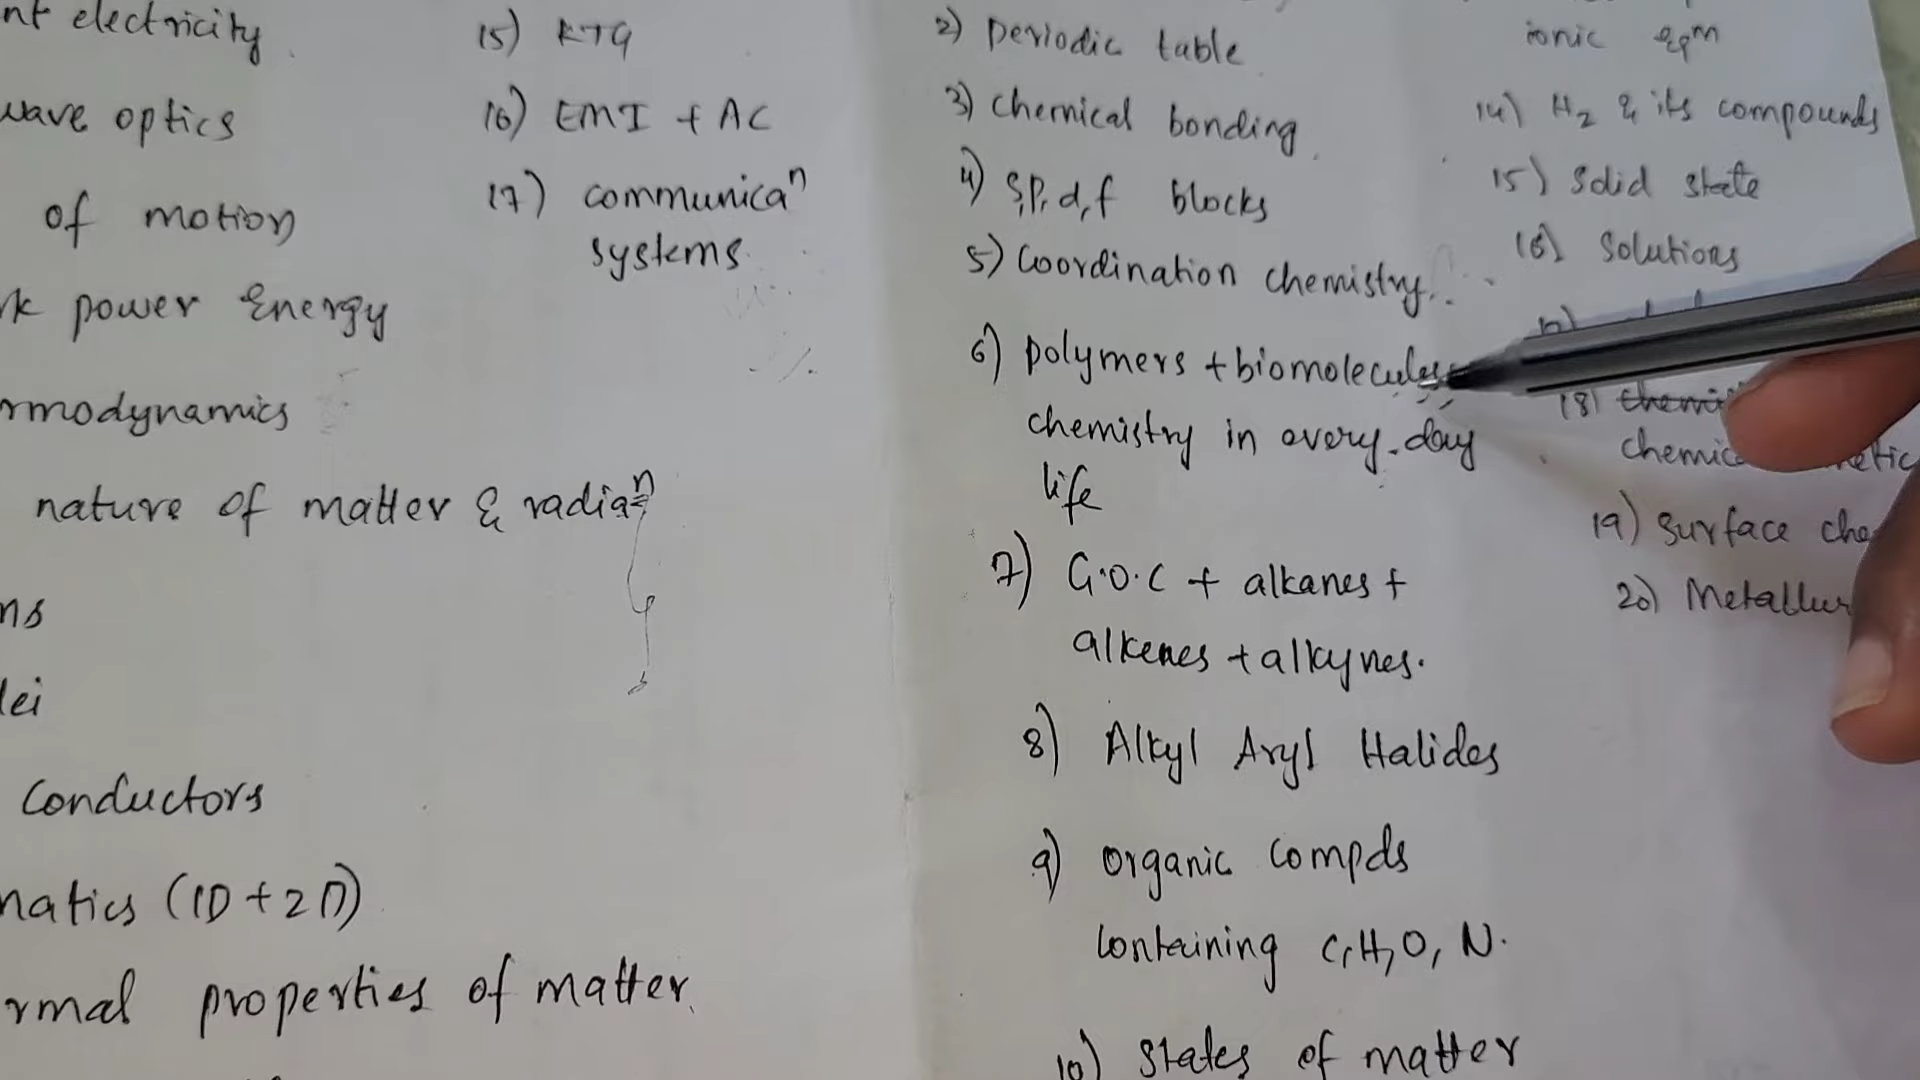 nt electricity
wave optics
of motion
rk power Energy
rmodynamics
nature of matter & radiaⁿ
ns
lei
conductors
matics (1D+2D)
rmal properties of matter
15) KTG
16) EMI + AC
17) communicaⁿ
systems
2) periodic table
3) chemical bonding
4) S,P,d,f blocks
5) coordination chemistry
6) polymers + biomolecules
chemistry in every-day
life
7) G.O.C + alkanes +
alkenes + alkynes.
8) Alkyl Aryl Halides
9) organic compds
containing C,H,O,N.
10) States of matter
ionic eqm
14) H₂ & its compounds
15) Solid state
16) Solutions
18) chemi
chemic etic
19) Surface che
20) Metallur